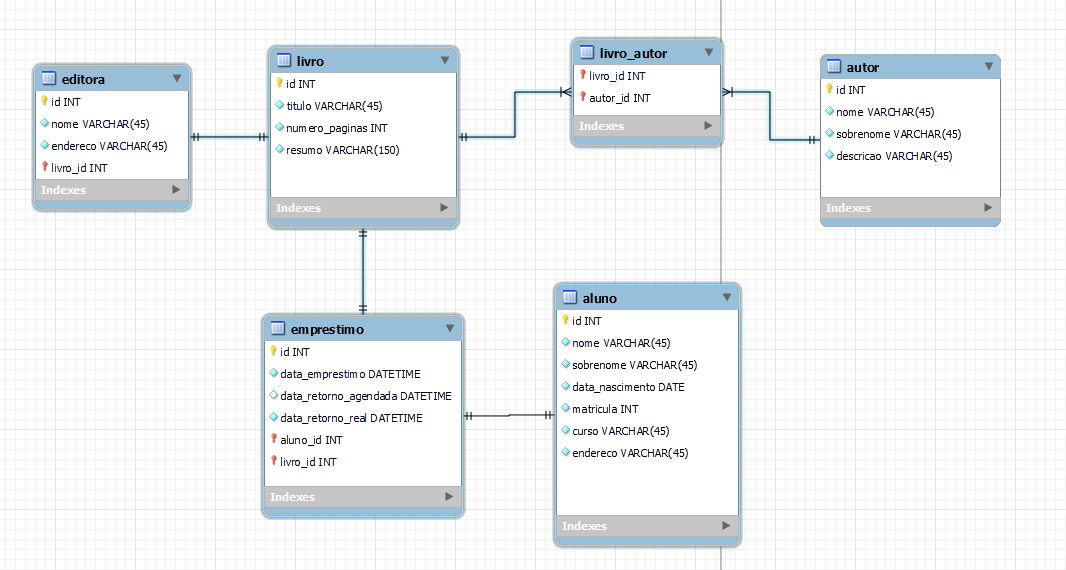 editora
id INT
nome VARCHAR(45)
endereco VARCHAR(45)
livro_id INT
Indexes
livro
id INT
titulo VARCHAR(45)
numero_paginas INT
resumo VARCHAR(150)
Indexes
livro_autor
livro_id INT
autor_id INT
Indexes
autor
id INT
nome VARCHAR(45)
sobrenome VARCHAR(45)
descricao VARCHAR(45)
Indexes
emprestimo
id INT
data_emprestimo DATETIME
data_retorno_agendada DATETIME
data_retorno_real DATETIME
aluno_id INT
livro_id INT
Indexes
aluno
id INT
nome VARCHAR(45)
sobrenome VARCHAR(45)
data_nascimento DATE
matricula INT
curso VARCHAR(45)
endereco VARCHAR(45)
Indexes